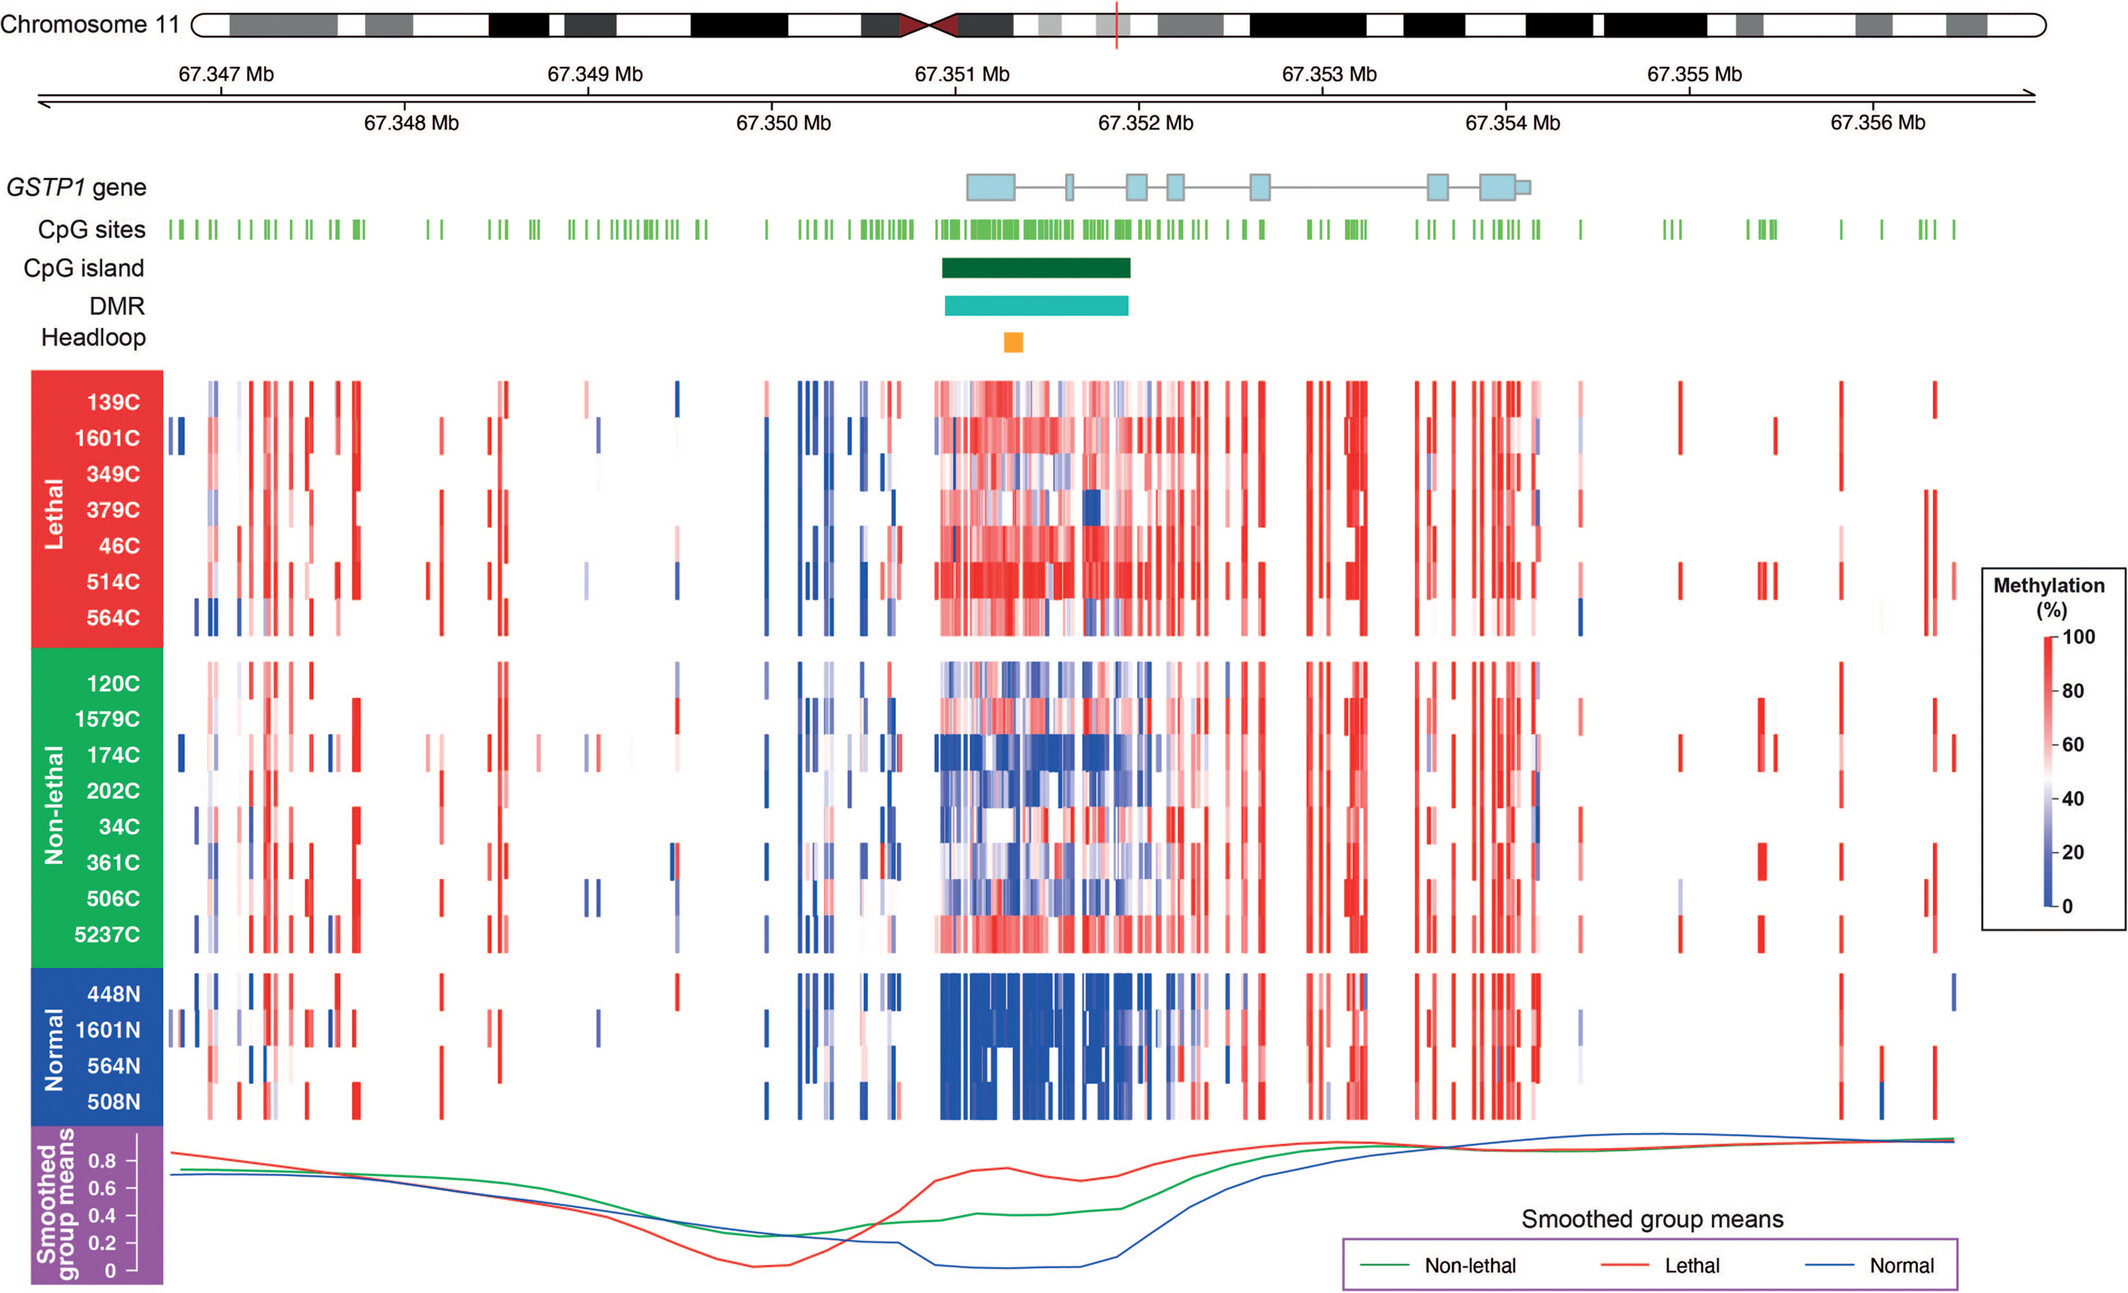 Chromosome 11
67.347 Mb 67.349 Mb 67.351 Mb 67.353 Mb 67.355 Mb
67.348 Mb 67.350 Mb 67.352 Mb 67.354 Mb 67.356 Mb
GSTP1 gene
CpG sites
CpG island
DMR
Headloop
Lethal
139C
1601C
349C
379C
46C
514C
564C
Non-lethal
120C
1579C
174C
202C
34C
361C
506C
5237C
Normal
448N
1601N
564N
508N
Methylation
(%)
100
80
60
40
20
0
Smoothed
group means
0.8
0.6
0.4
0.2
0
Smoothed group means
Non-lethal Lethal Normal